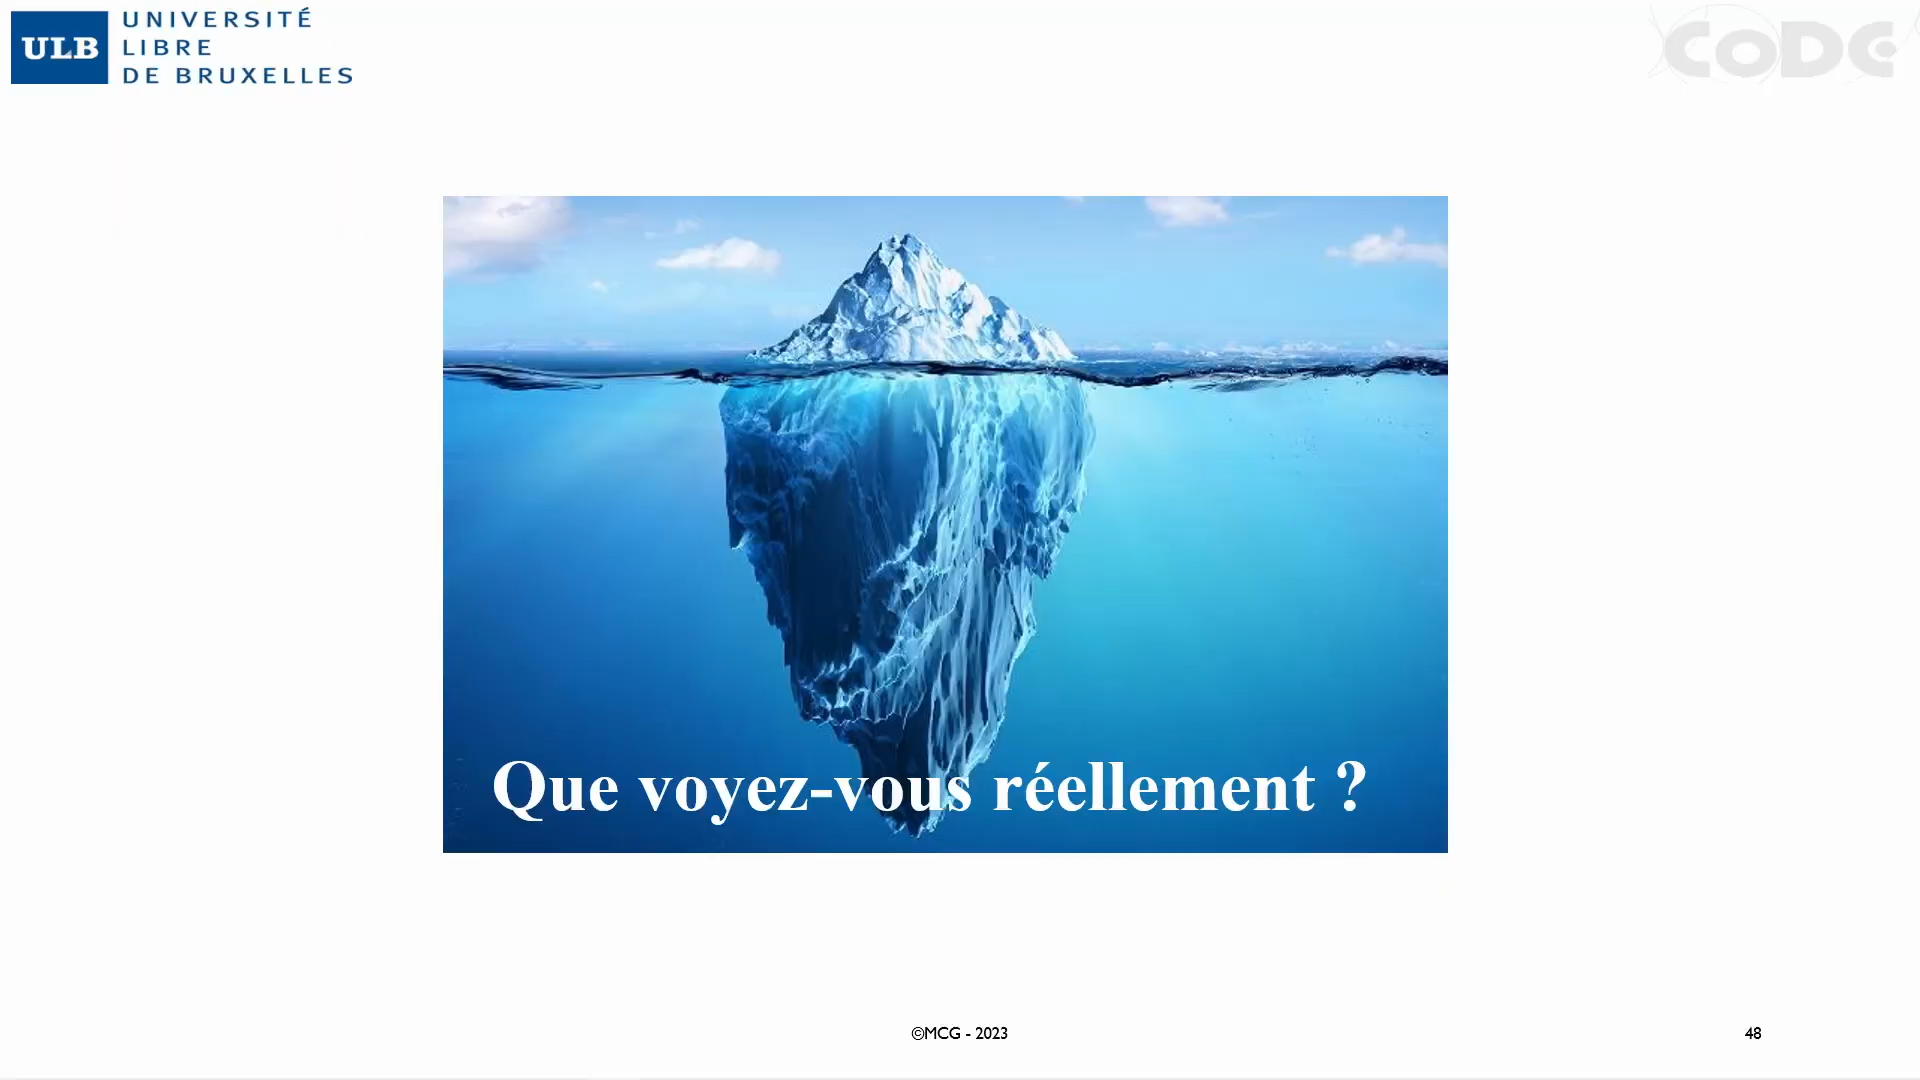 ULB
UNIVERSITÉ
LIBRE
DE BRUXELLES
CODE
Que voyez-vous réellement ?
©MCG - 2023
48